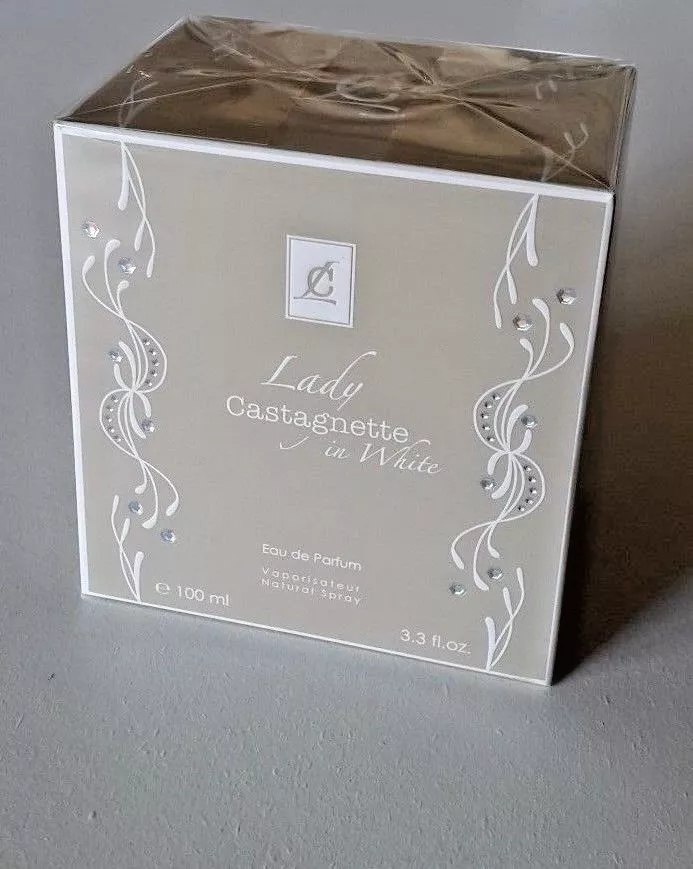 LC
Lady
Castagnette
in White
Eau de Parfum
Vaporisateur
Natural Spray
℮ 100 ml
3.3 fl.oz.